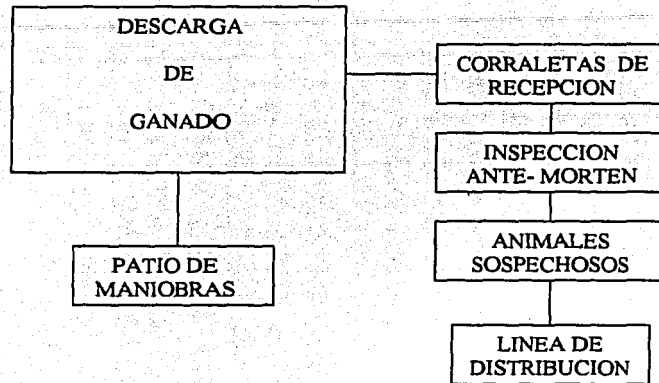 DESCARGA
DE
GANADO
CORRALETAS DE
RECEPCION
INSPECCION
ANTE- MORTEN
ANIMALES
SOSPECHOSOS
LINEA DE
DISTRIBUCION
PATIO DE
MANIOBRAS